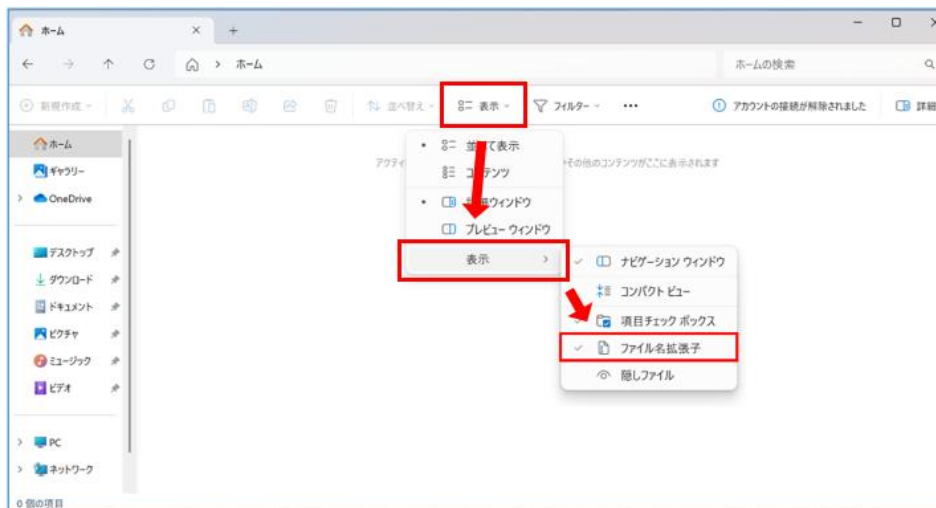 ホーム
ホーム
ホームの検索
新規作成
並べ替え
表示
フィルター
アカウントの接続が解除されました
詳細
ホーム
ギャラリー
OneDrive
デスクトップ
ダウンロード
ドキュメント
ピクチャ
ミュージック
ビデオ
PC
ネットワーク
0 個の項目
アクティ
その他のコンテンツがここに表示されます
並 て表示
コ テンツ
ウィンドウ
プレビュー ウィンドウ
表示
ナビゲーション ウィンドウ
コンパクト ビュー
項目チェック ボックス
ファイル名拡張子
隠しファイル